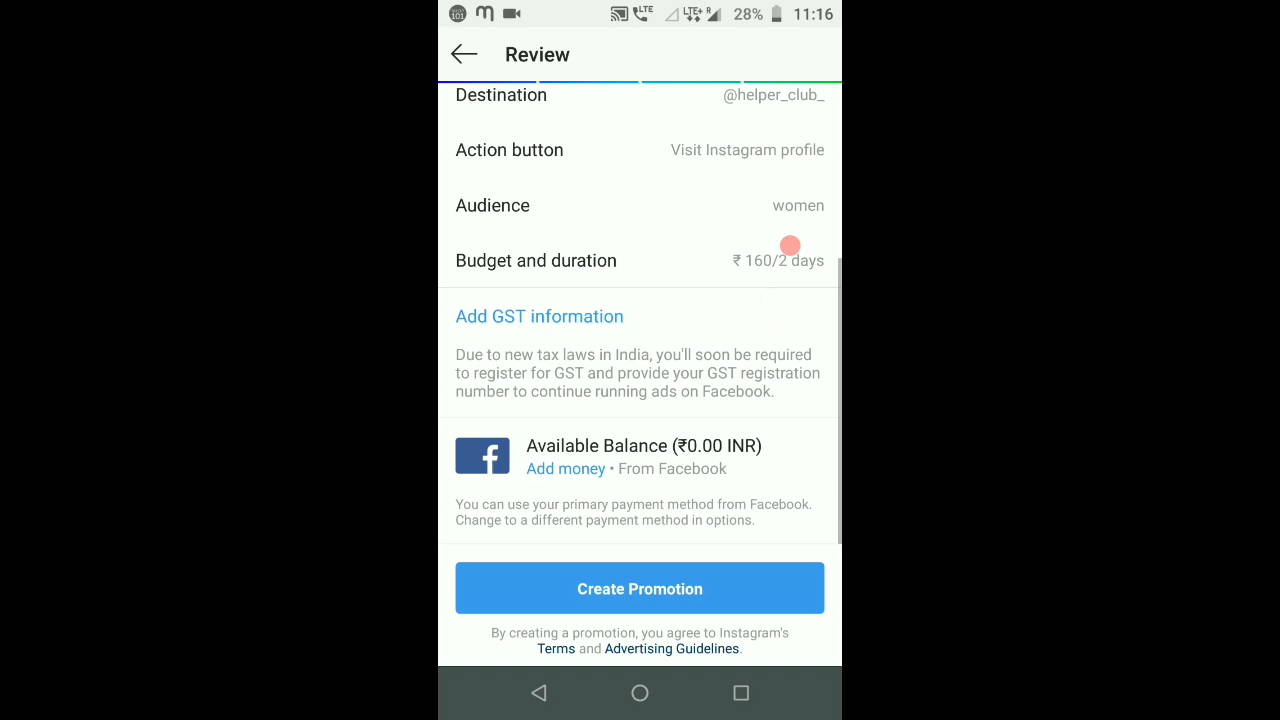 101
LTE
LTE+ R
28%
11:16
Review
Destination
@helper_club_
Action button
Visit Instagram profile
Audience
women
Budget and duration
₹ 160/2 days
Add GST information
Due to new tax laws in India, you'll soon be required
to register for GST and provide your GST registration
number to continue running ads on Facebook.
Available Balance (₹0.00 INR)
Add money • From Facebook
You can use your primary payment method from Facebook.
Change to a different payment method in options.
Create Promotion
By creating a promotion, you agree to Instagram's
Terms and Advertising Guidelines.